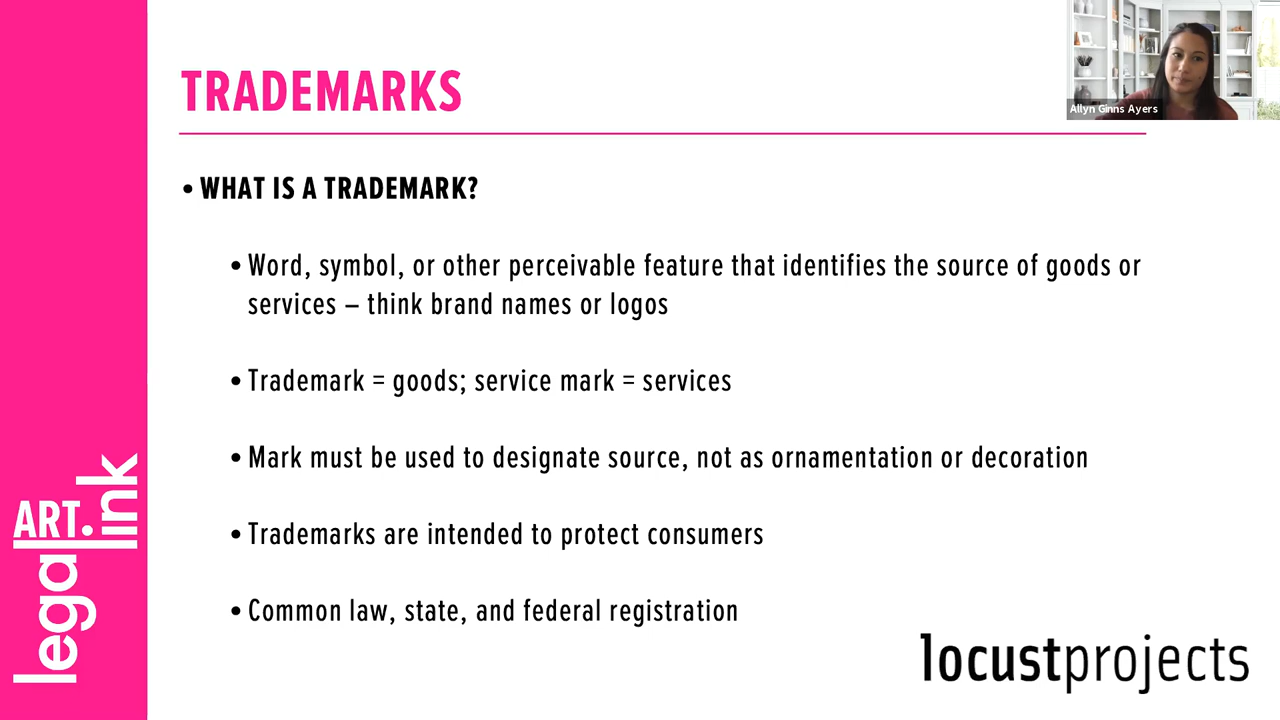 TRADEMARKS
Allyn Ginns Ayers
• WHAT IS A TRADEMARK?
• Word, symbol, or other perceivable feature that identifies the source of goods or
services – think brand names or logos
• Trademark = goods; service mark = services
• Mark must be used to designate source, not as ornamentation or decoration
• Trademarks are intended to protect consumers
• Common law, state, and federal registration
legal
ART.
link
locustprojects